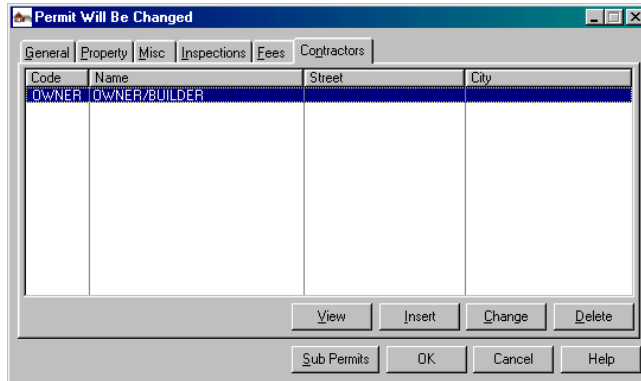 Permit Will Be Changed
General Property Misc Inspections Fees Contractors
Code Name Street City
OWNER OWNER/BUILDER
View Insert Change Delete
Sub Permits OK Cancel Help